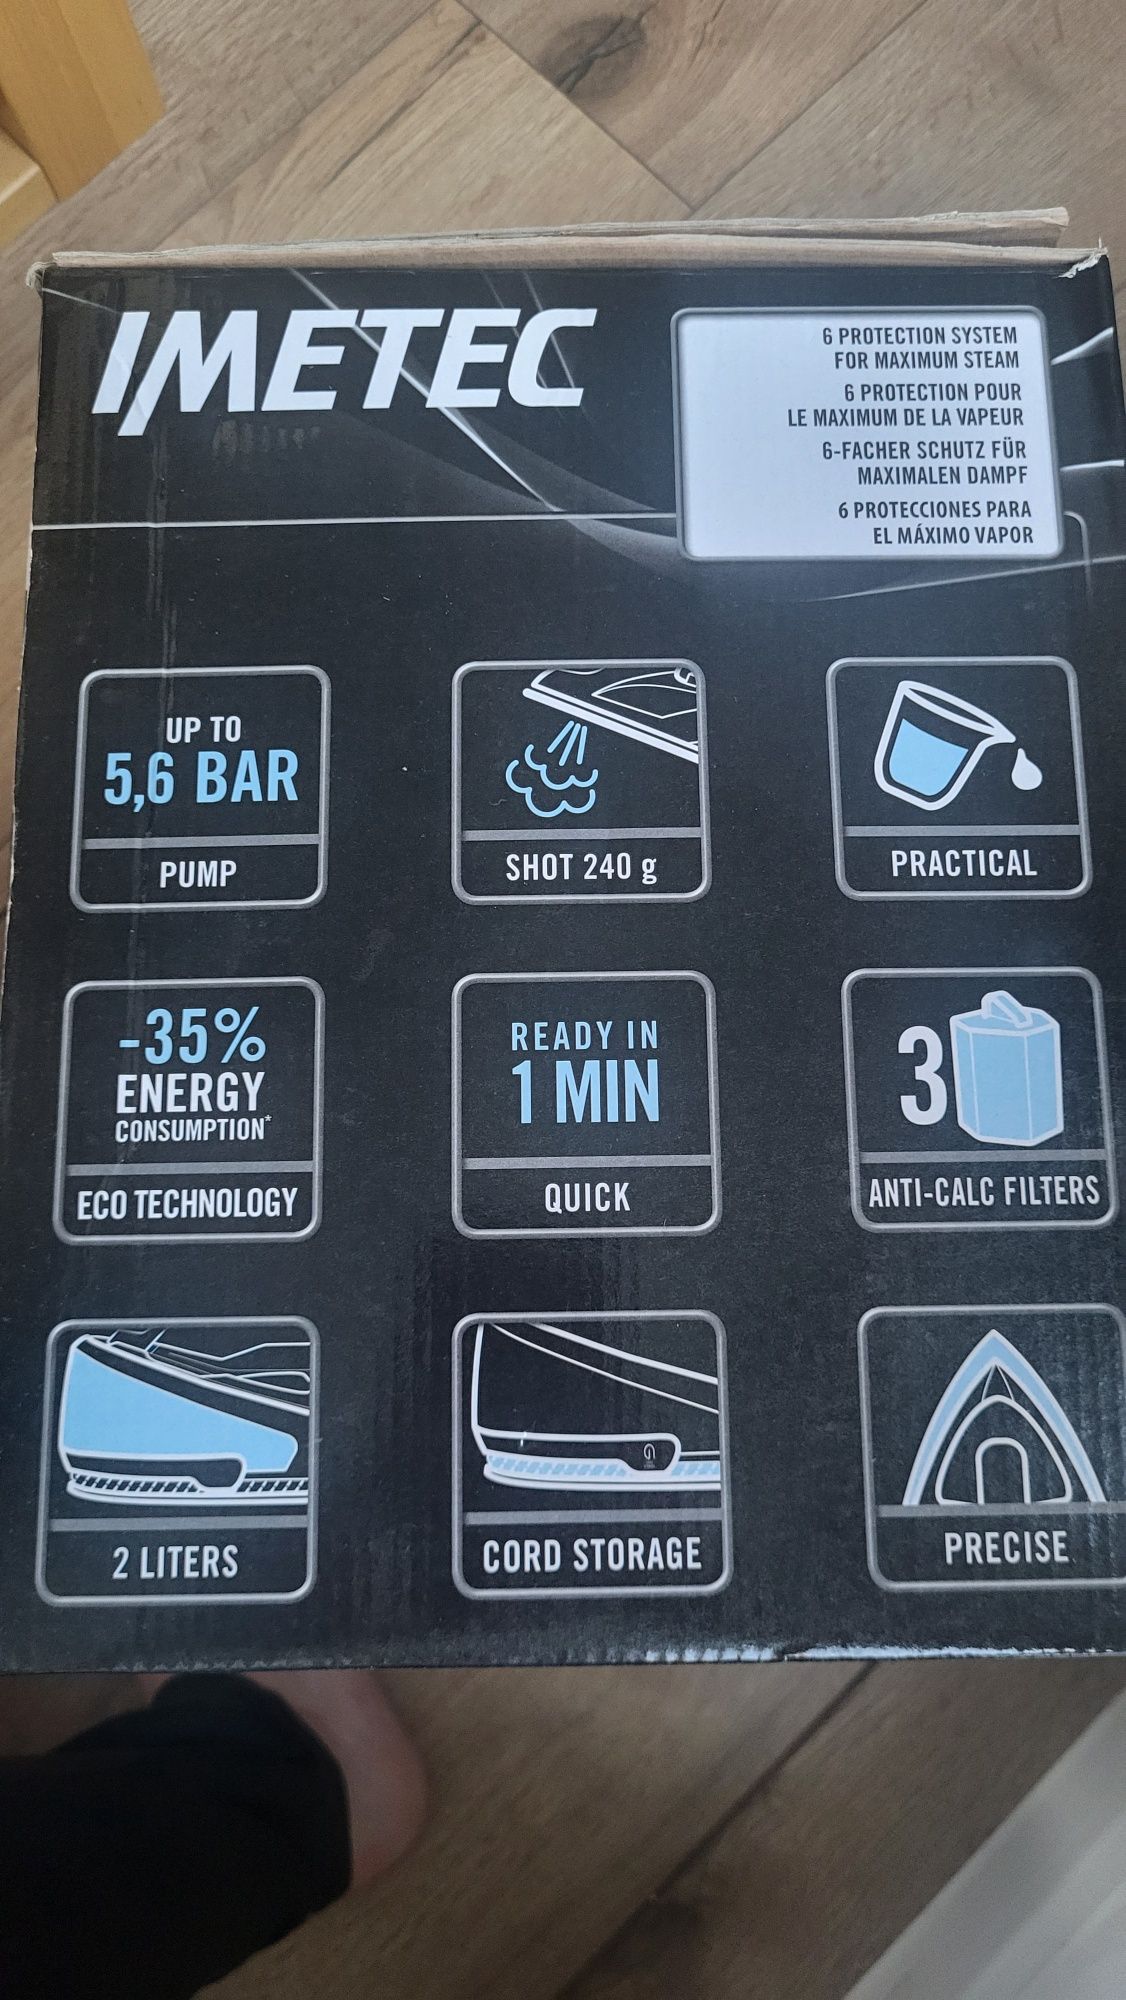 IMETEC
6 PROTECTION SYSTEM
FOR MAXIMUM STEAM
6 PROTECTION POUR
LE MAXIMUM DE LA VAPEUR
6-FACHER SCHUTZ FÜR
MAXIMALEN DAMPF
6 PROTECCIONES PARA
EL MÁXIMO VAPOR
UP TO
5,6 BAR
PUMP
SHOT 240 g
PRACTICAL
-35%
ENERGY
CONSUMPTION*
ECO TECHNOLOGY
READY IN
1 MIN
QUICK
3
ANTI-CALC FILTERS
2 LITERS
CORD STORAGE
PRECISE